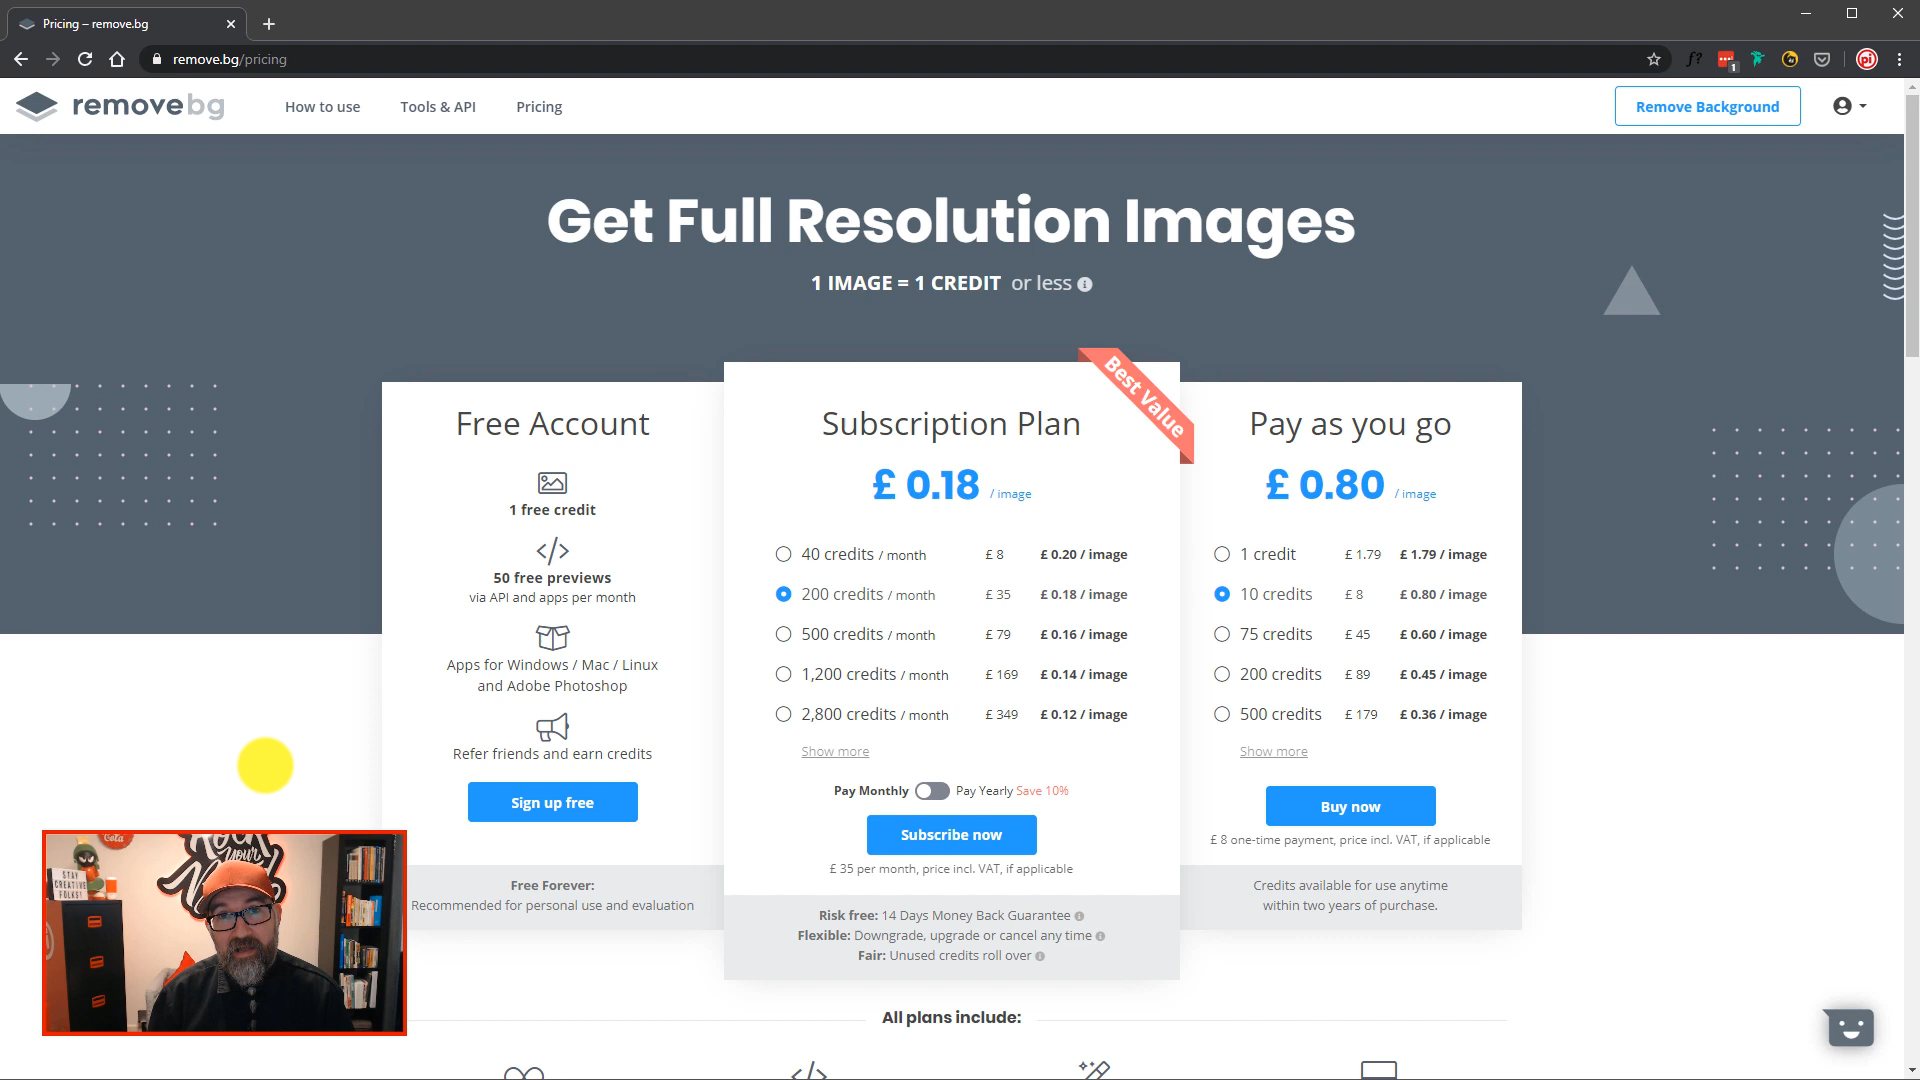 Pricing – remove.bg
remove.bg/pricing
removebg
How to use
Tools & API
Pricing
Remove Background
Get Full Resolution Images
1 IMAGE = 1 CREDIT or less
Free Account
1 free credit
50 free previews
via API and apps per month
Apps for Windows / Mac / Linux
and Adobe Photoshop
Refer friends and earn credits
Sign up free
Free Forever:
Recommended for personal use and evaluation
Best Value
Subscription Plan
£ 0.18 / image
40 credits / month £ 8 £ 0.20 / image
200 credits / month £ 35 £ 0.18 / image
500 credits / month £ 79 £ 0.16 / image
1,200 credits / month £ 169 £ 0.14 / image
2,800 credits / month £ 349 £ 0.12 / image
Show more
Pay Monthly Pay Yearly Save 10%
Subscribe now
£ 35 per month, price incl. VAT, if applicable
Risk free: 14 Days Money Back Guarantee
Flexible: Downgrade, upgrade or cancel any time
Fair: Unused credits roll over
Pay as you go
£ 0.80 / image
1 credit £ 1.79 £ 1.79 / image
10 credits £ 8 £ 0.80 / image
75 credits £ 45 £ 0.60 / image
200 credits £ 89 £ 0.45 / image
500 credits £ 179 £ 0.36 / image
Show more
Buy now
£ 8 one-time payment, price incl. VAT, if applicable
Credits available for use anytime
within two years of purchase.
All plans include:
Cola
STAY
CREATIVE
FOLKS!
Rock
your
f?
1
pi